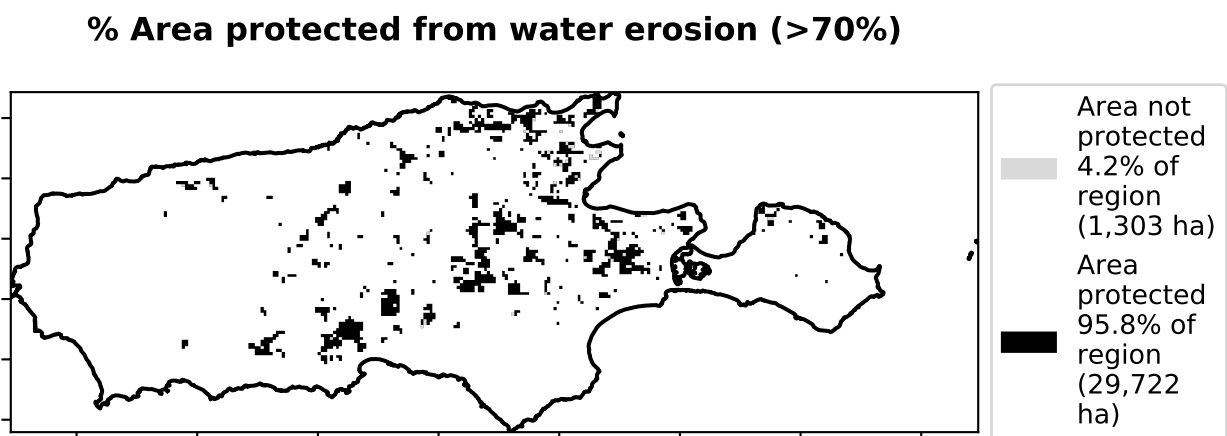 % Area protected from water erosion (>70%)
Area not
protected
4.2% of
region
(1,303 ha)
Area
protected
95.8% of
region
(29,722
ha)